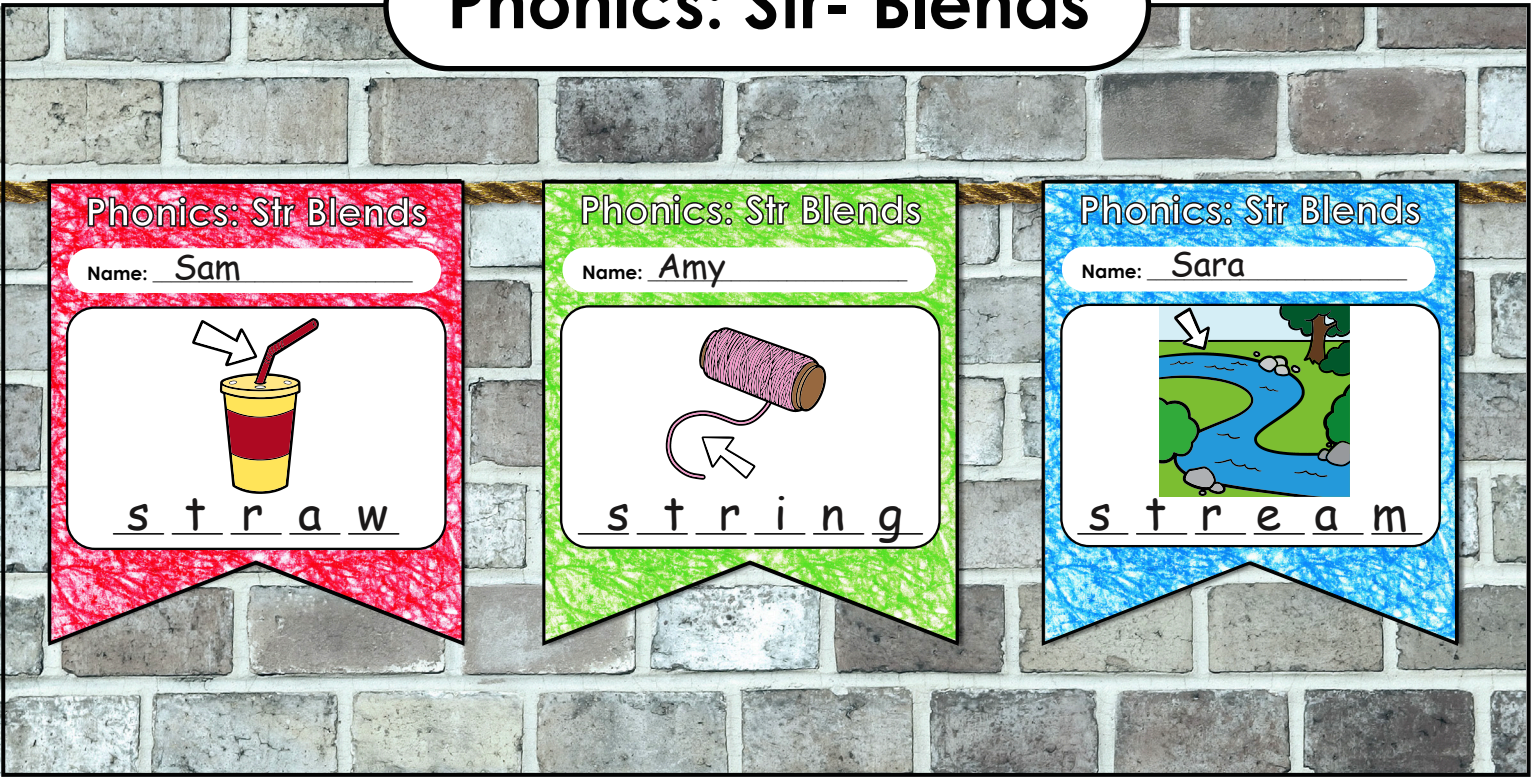 Phonics: Str- Blends
Phonics: Str Blends
Name: Sam
s t r a w
Phonics: Str Blends
Name: Amy
s t r i n g
Phonics: Str Blends
Name: Sara
s t r e a m